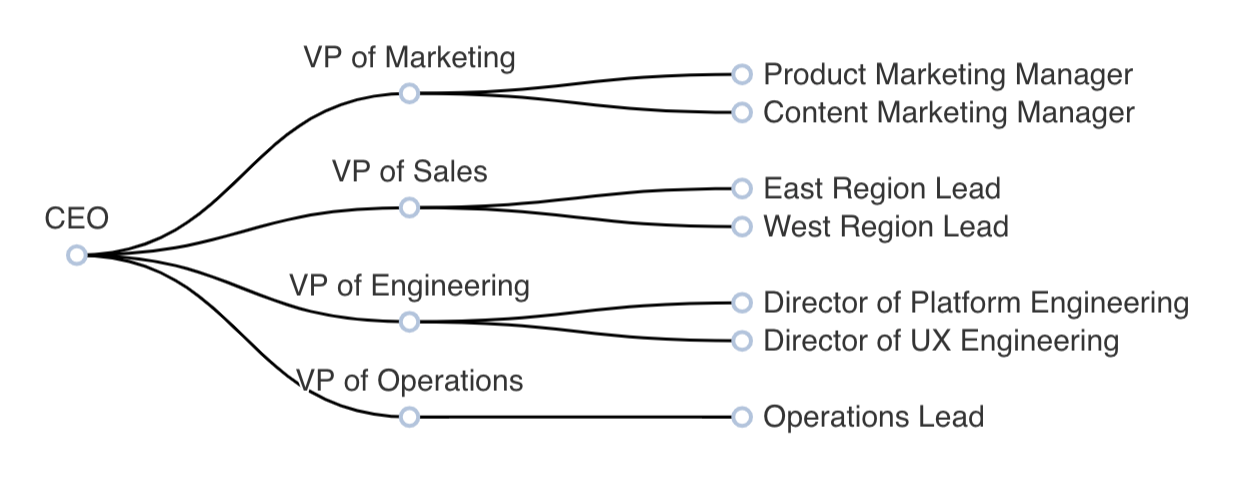 CEO
VP of Marketing
Product Marketing Manager
Content Marketing Manager
VP of Sales
East Region Lead
West Region Lead
VP of Engineering
Director of Platform Engineering
Director of UX Engineering
VP of Operations
Operations Lead